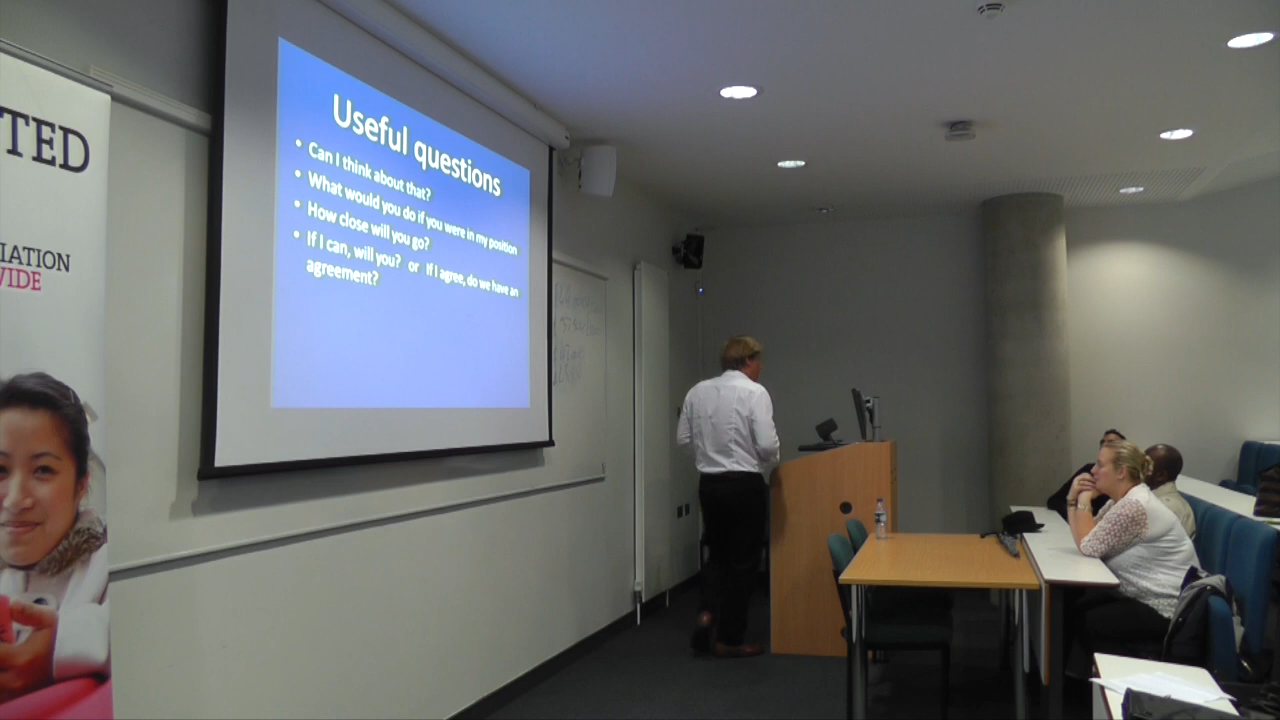 TED
IATION
WIDE
Useful questions
• Can I think about that?
• What would you do if you were in my position
• How close will you go?
• If I can, will you? or If I agree, do we have an
agreement?